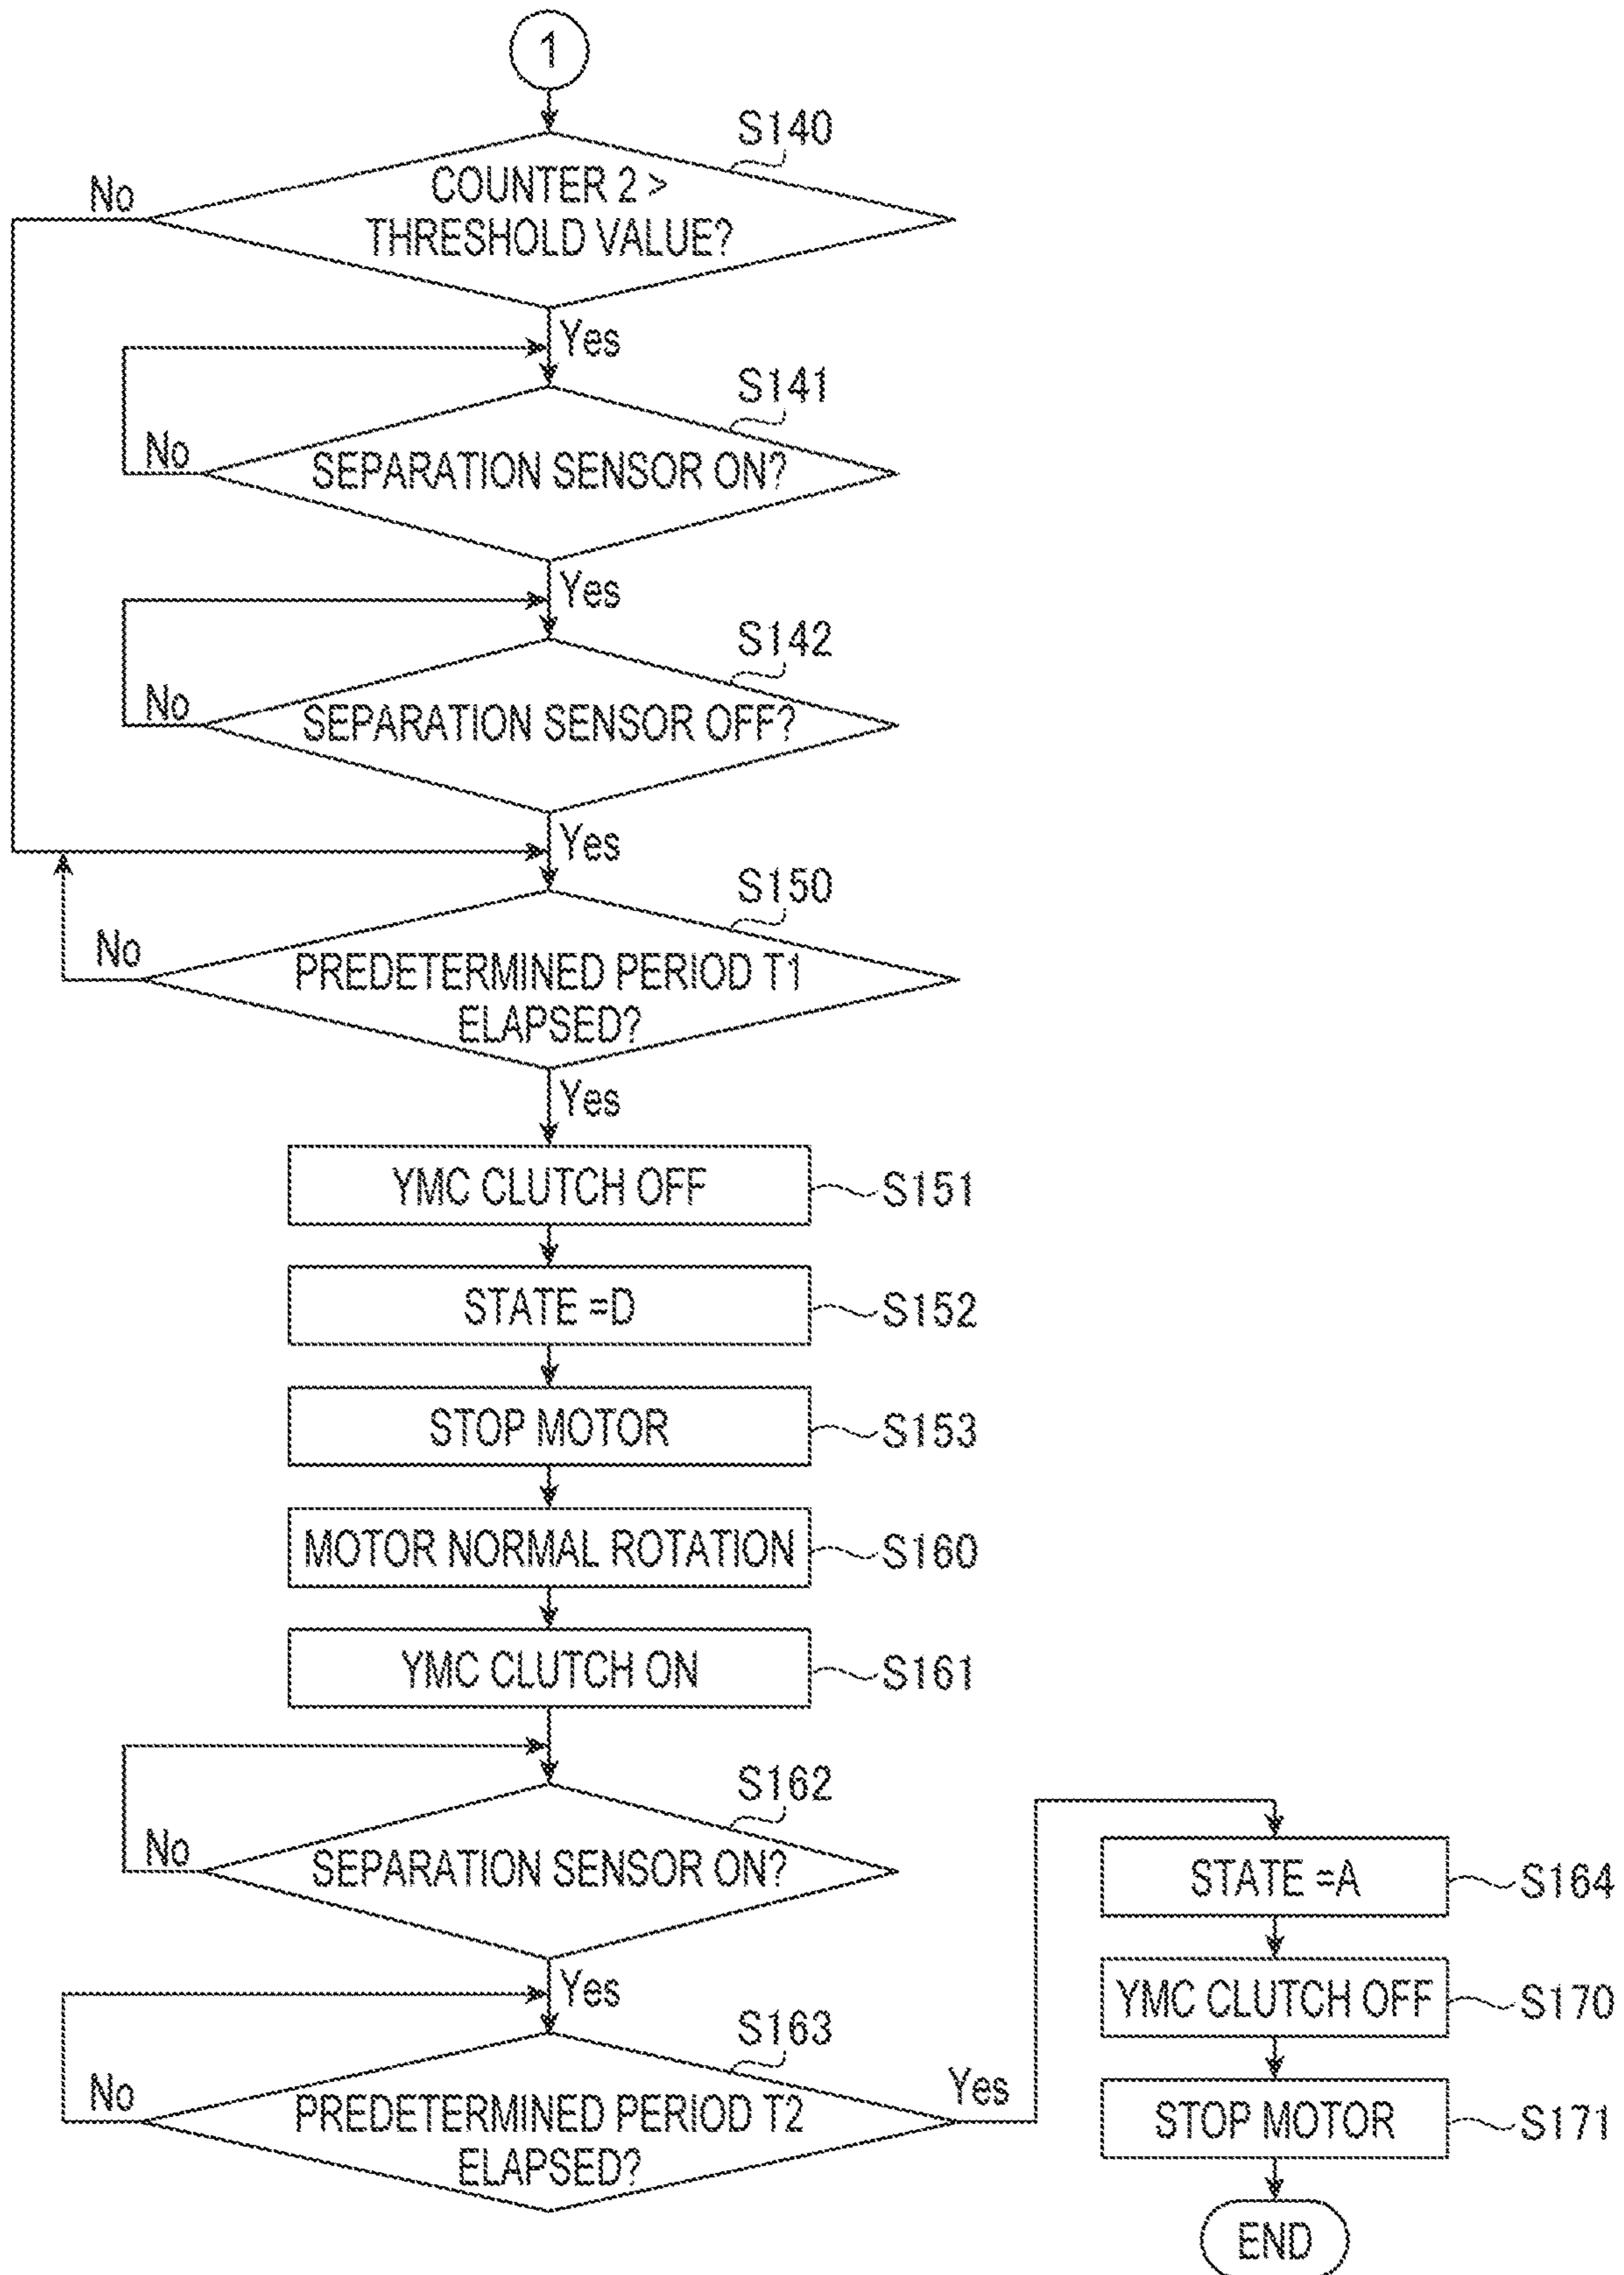 1
S140
No
COUNTER 2 >
THRESHOLD VALUE?
Yes
S141
No
SEPARATION SENSOR ON?
Yes
S142
No
SEPARATION SENSOR OFF?
Yes
S150
No
PREDETERMINED PERIOD T1
ELAPSED?
Yes
YMC CLUTCH OFF
S151
STATE =D
S152
STOP MOTOR
S153
MOTOR NORMAL ROTATION
S160
YMC CLUTCH ON
S161
S162
No
SEPARATION SENSOR ON?
Yes
S163
No
PREDETERMINED PERIOD T2
ELAPSED?
Yes
STATE =A
S164
YMC CLUTCH OFF
S170
STOP MOTOR
S171
END